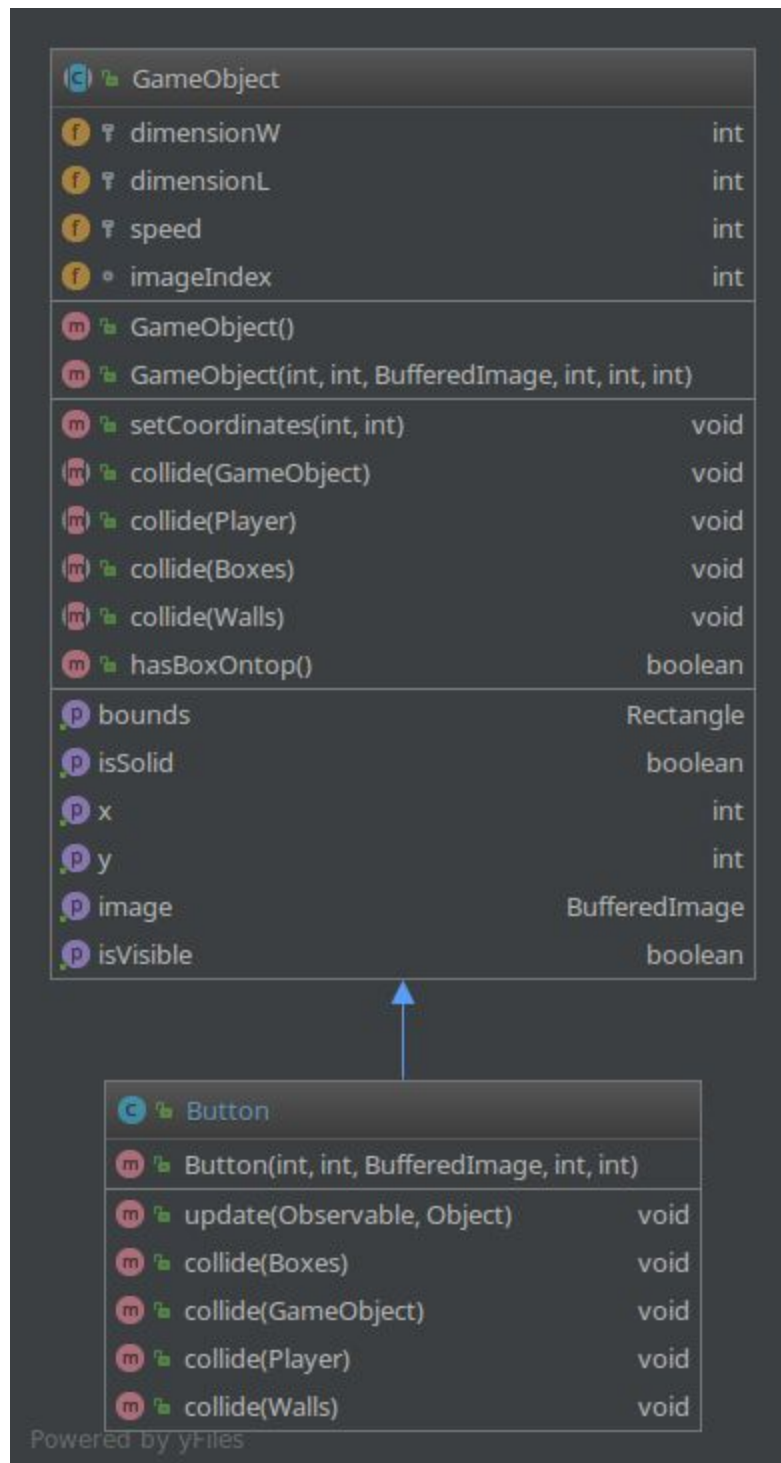 GameObject
dimensionW int
dimensionL int
speed int
imageIndex int
GameObject()
GameObject(int, int, BufferedImage, int, int, int)
setCoordinates(int, int) void
collide(GameObject) void
collide(Player) void
collide(Boxes) void
collide(Walls) void
hasBoxOntop() boolean
bounds Rectangle
isSolid boolean
x int
y int
image BufferedImage
isVisible boolean
Button
Button(int, int, BufferedImage, int, int)
update(Observable, Object) void
collide(Boxes) void
collide(GameObject) void
collide(Player) void
collide(Walls) void
Powered by yFiles